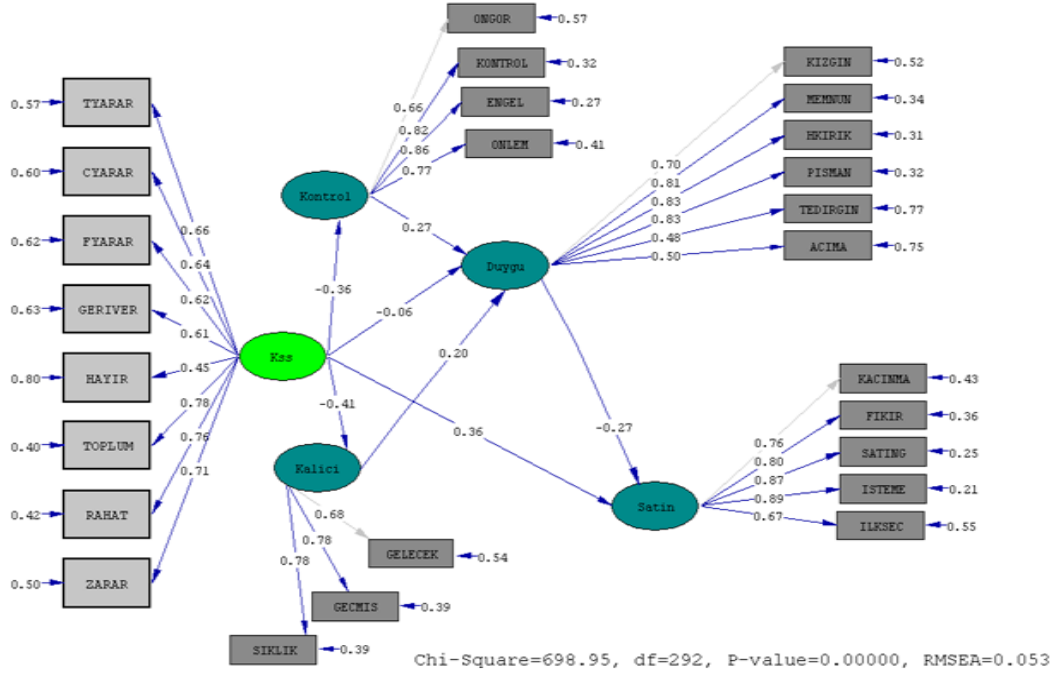 ONGOR 0.57
KONTROL 0.32
ENGEL 0.27
ONLEM 0.41
0.66
0.82
0.86
0.77
KIZGIN 0.52
MEMNUN 0.34
HKIRIK 0.31
PISMAN 0.32
TEDIRGIN 0.77
ACIMA 0.75
0.70
0.81
0.83
0.83
0.48
0.50
0.57 TYARAR
0.60 CYARAR
0.62 FYARAR
0.63 GERIVER
0.80 HAYIR
0.40 TOPLUM
0.42 RAHAT
0.50 ZARAR
0.66
0.64
0.62
0.61
0.45
0.78
0.76
0.71
Kontrol
0.27
Duygu
-0.36
-0.06
Kss
0.20
-0.41
0.36
-0.27
Kalici
Satin
KACINMA 0.43
FIKIR 0.36
SATING 0.25
ISTEME 0.21
ILKSEC 0.55
0.76
0.80
0.87
0.89
0.67
0.68
0.78
0.78
GELECEK 0.54
GECMIS 0.39
SIKLIK 0.39
Chi-Square=698.95, df=292, P-value=0.00000, RMSEA=0.053